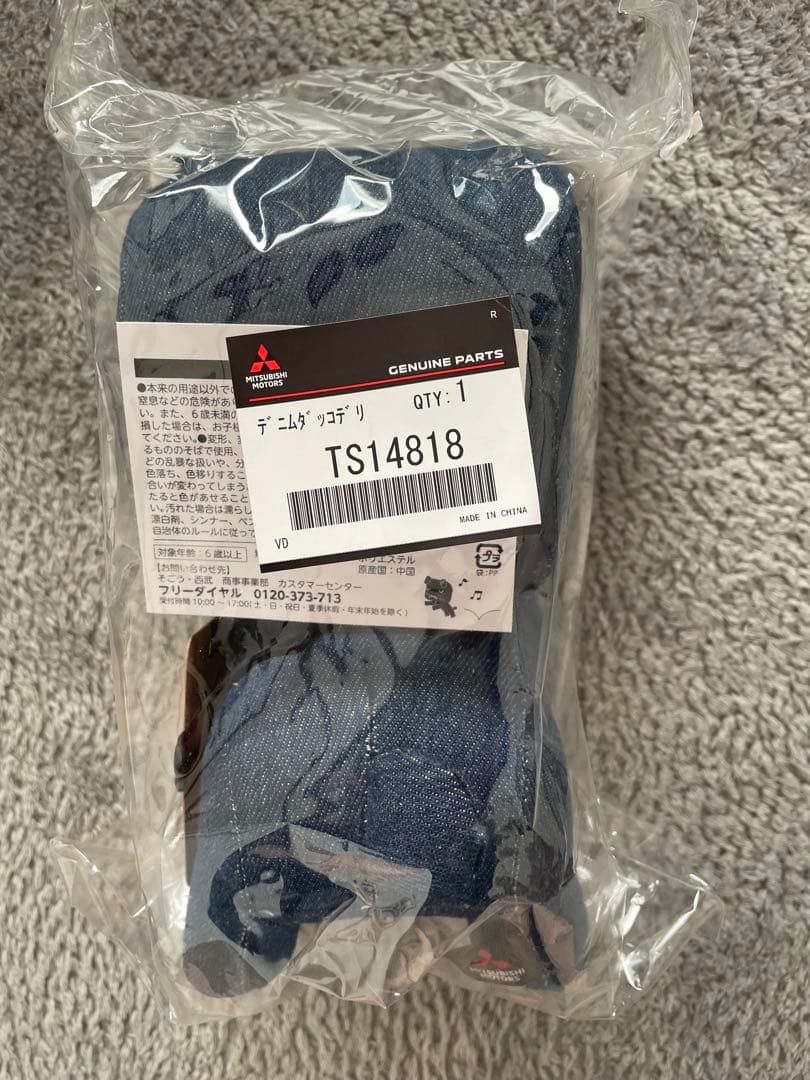 R
MITSUBISHI
MOTORS
GENUINE PARTS
ﾃﾞﾆﾑﾀﾞｯｺﾃﾞﾘ
QTY: 1
TS14818
MADE IN CHINA
VD
●本来の用途以外で
窒息などの危険があ
い。また、6歳未満の
損した場合は、お子様
てください。●変形、
るもののそばで使用、
どの乱暴な扱いや、分
色落ち、色移りするこ
合いが変わってしまう
たると色があせること
い。汚れた場合は濡らし
漂白剤、シンナー、ベン
自治体のルールに従って
対象年齢：6歳以上
ポリエステル
原産国：中国
プラ
袋:PP
【お問い合わせ先】
そごう・西武 商事事業部 カスタマーセンター
フリーダイヤル 0120-373-713
受付時間 10:00～17:00(土・日・祝日・夏季休暇・年末年始を除く)
MITSUBISHI
MOTORS